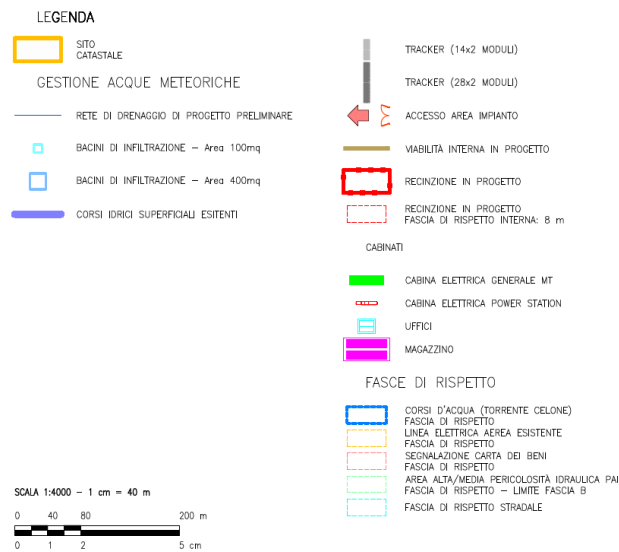 LEGENDA
SITO
CATASTALE
GESTIONE ACQUE METEORICHE
RETE DI DRENAGGIO DI PROGETTO PRELIMINARE
BACINI DI INFILTRAZIONE – Area 100mq
BACINI DI INFILTRAZIONE – Area 400mq
CORSI IDRICI SUPERFICIALI ESITENTI
TRACKER (14x2 MODULI)
TRACKER (28x2 MODULI)
ACCESSO AREA IMPIANTO
VIABILITÀ INTERNA IN PROGETTO
RECINZIONE IN PROGETTO
RECINZIONE IN PROGETTO
FASCIA DI RISPETTO INTERNA: 8 m
CABINATI
CABINA ELETTRICA GENERALE MT
CABINA ELETTRICA POWER STATION
UFFICI
MAGAZZINO
FASCE DI RISPETTO
CORSI D'ACQUA (TORRENTE CELONE)
FASCIA DI RISPETTO
LINEA ELETTRICA AEREA ESISTENTE
FASCIA DI RISPETTO
SEGNALAZIONE CARTA DEI BENI
FASCIA DI RISPETTO
AREA ALTA/MEDIA PERICOLOSITÀ IDRAULICA PAI
FASCIA DI RISPETTO – LIMITE FASCIA B
FASCIA DI RISPETTO STRADALE
SCALA 1:4000 – 1 cm = 40 m
0 40 80 200 m
0 1 2 5 cm